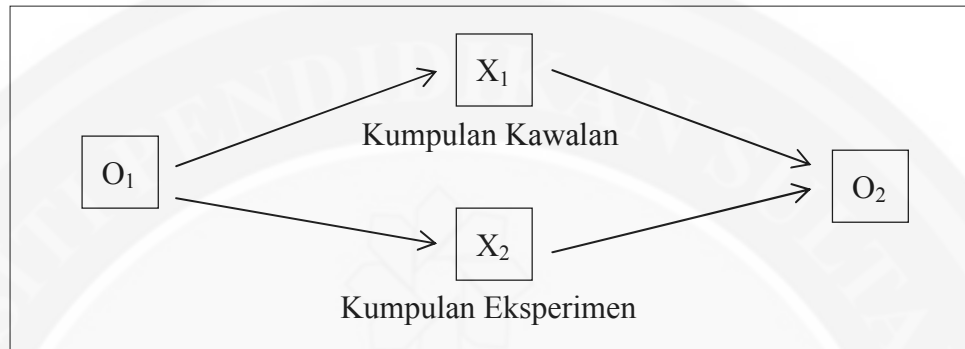 X₁
Kumpulan Kawalan
O₁
O₂
X₂
Kumpulan Eksperimen